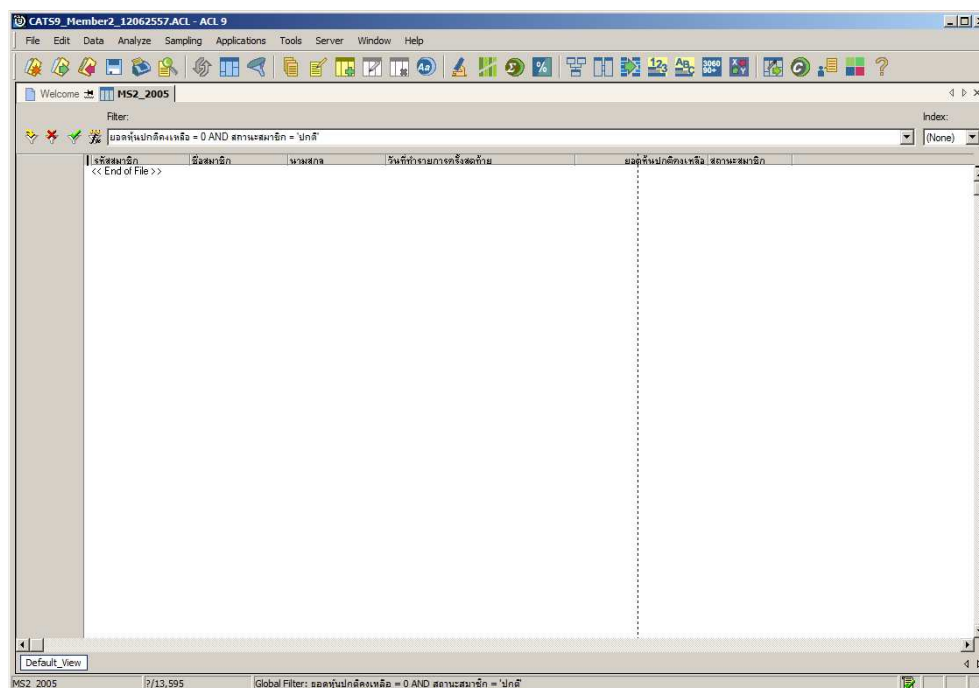 CATS9_Member2_12062557.ACL - ACL 9
File Edit Data Analyze Sampling Applications Tools Server Window Help
Welcome MS2_2005
Filter: Index:
ยอดหุ้นปกติคงเหลือ = 0 AND สถานะสมาชิก = 'ปกติ' (None)
รหัสสมาชิก ชื่อสมาชิก นามสกุล วันที่ทำรายการครั้งสุดท้าย ยอดหุ้นปกติคงเหลือ สถานะสมาชิก
<< End of File >>
Default_View
MS2_2005 ?/13,595 Global Filter: ยอดหุ้นปกติคงเหลือ = 0 AND สถานะสมาชิก = 'ปกติ'